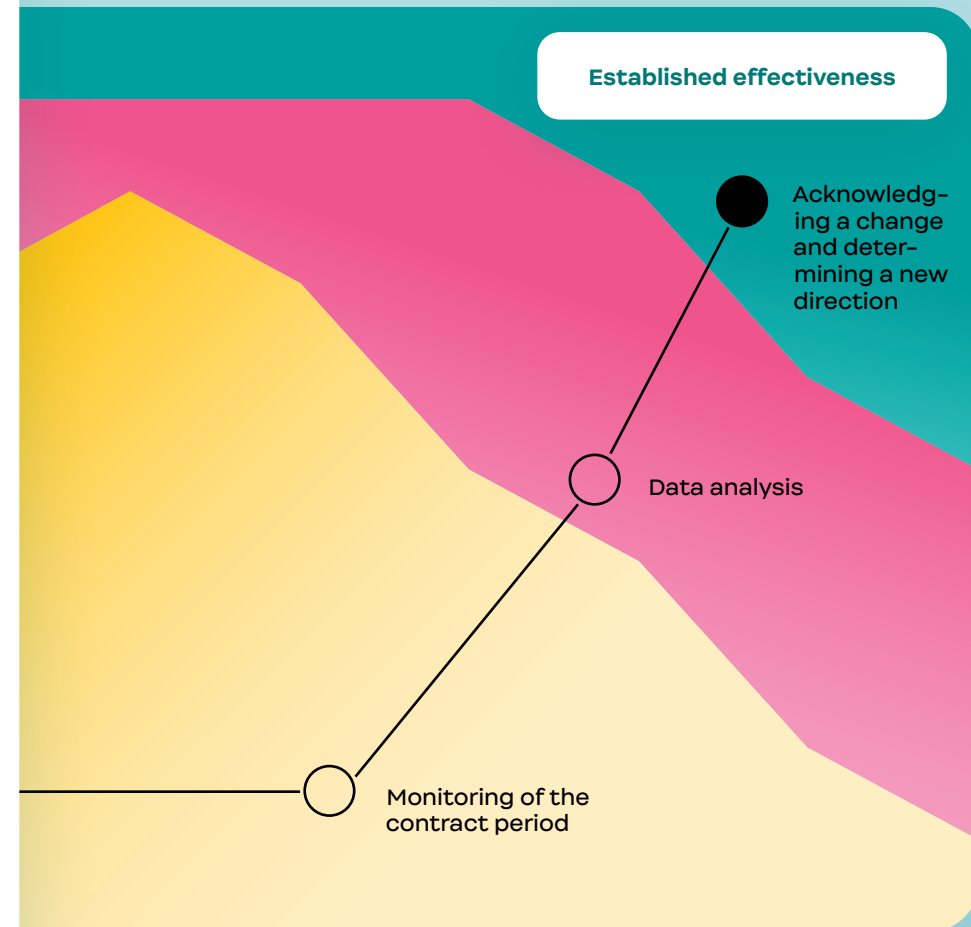 Established effectiveness
Acknowledg-
ing a change
and deter-
mining a new
direction
Data analysis
Monitoring of the
contract period